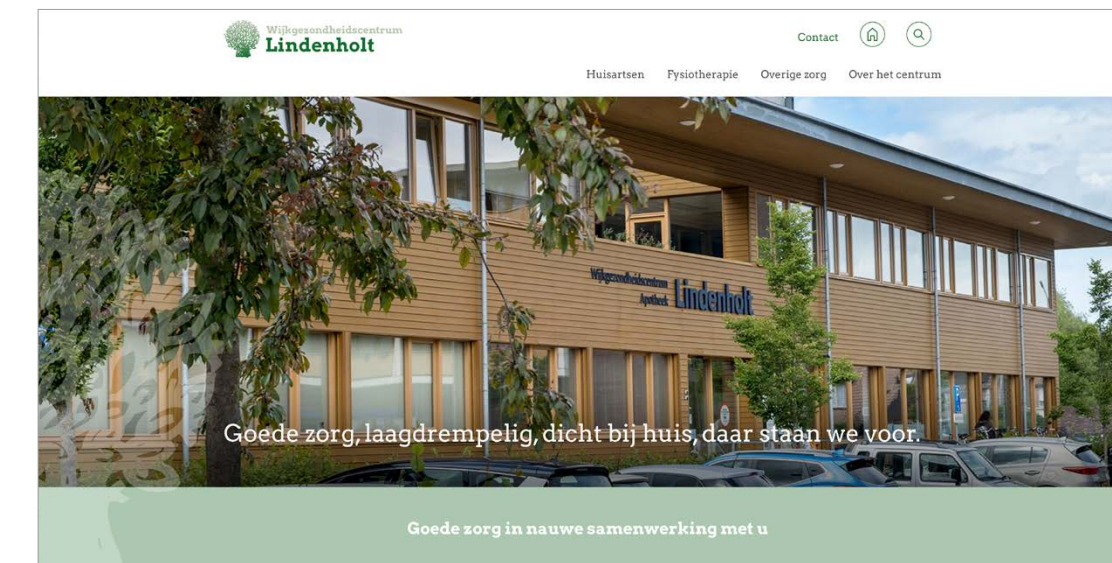 Wijkgezondheidscentrum
Lindenholt
Contact
Huisartsen Fysiotherapie Overige zorg Over het centrum
Wijkgezondheidscentrum
Apotheek Lindenholt
Goede zorg, laagdrempelig, dicht bij huis, daar staan we voor.
Goede zorg in nauwe samenwerking met u